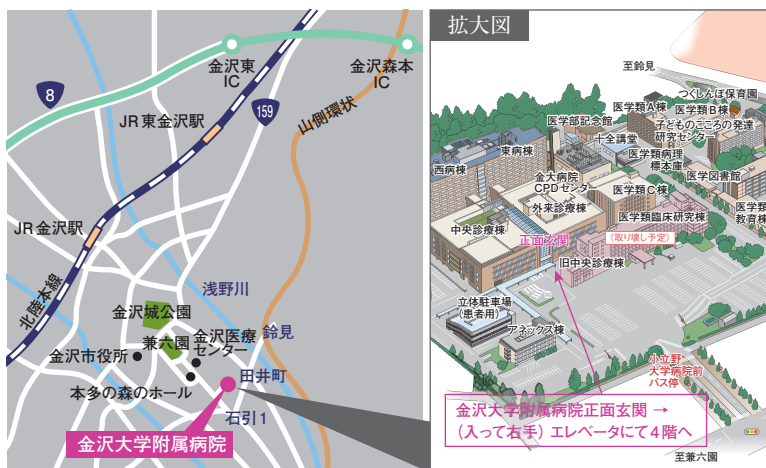 金沢東
IC
金沢森本
IC
8
JR東金沢駅
159
山側環状
JR金沢駅
北陸本線
浅野川
金沢城公園
兼六園
金沢医療
センター
鈴見
金沢市役所
田井町
本多の森のホール
石引1
金沢大学附属病院
拡大図
至鈴見
つくしんぼ保育園
医学類A棟
医学類B棟
医学部記念館
子どものこころの発達
研究センター
十全講堂
東病棟
医学類病理
標本庫
西病棟
金大病院
CPDセンター
医学図書館
医学類C棟
外来診療棟
医学類
教育棟
医学類臨床研究棟
中央診療棟
正面玄関
(取り壊し予定)
旧中央診療棟
立体駐車場
(患者用)
アネックス棟
小立野
大学病院前
バス停
金沢大学附属病院正面玄関 →
(入って右手) エレベータにて4階へ
至兼六園